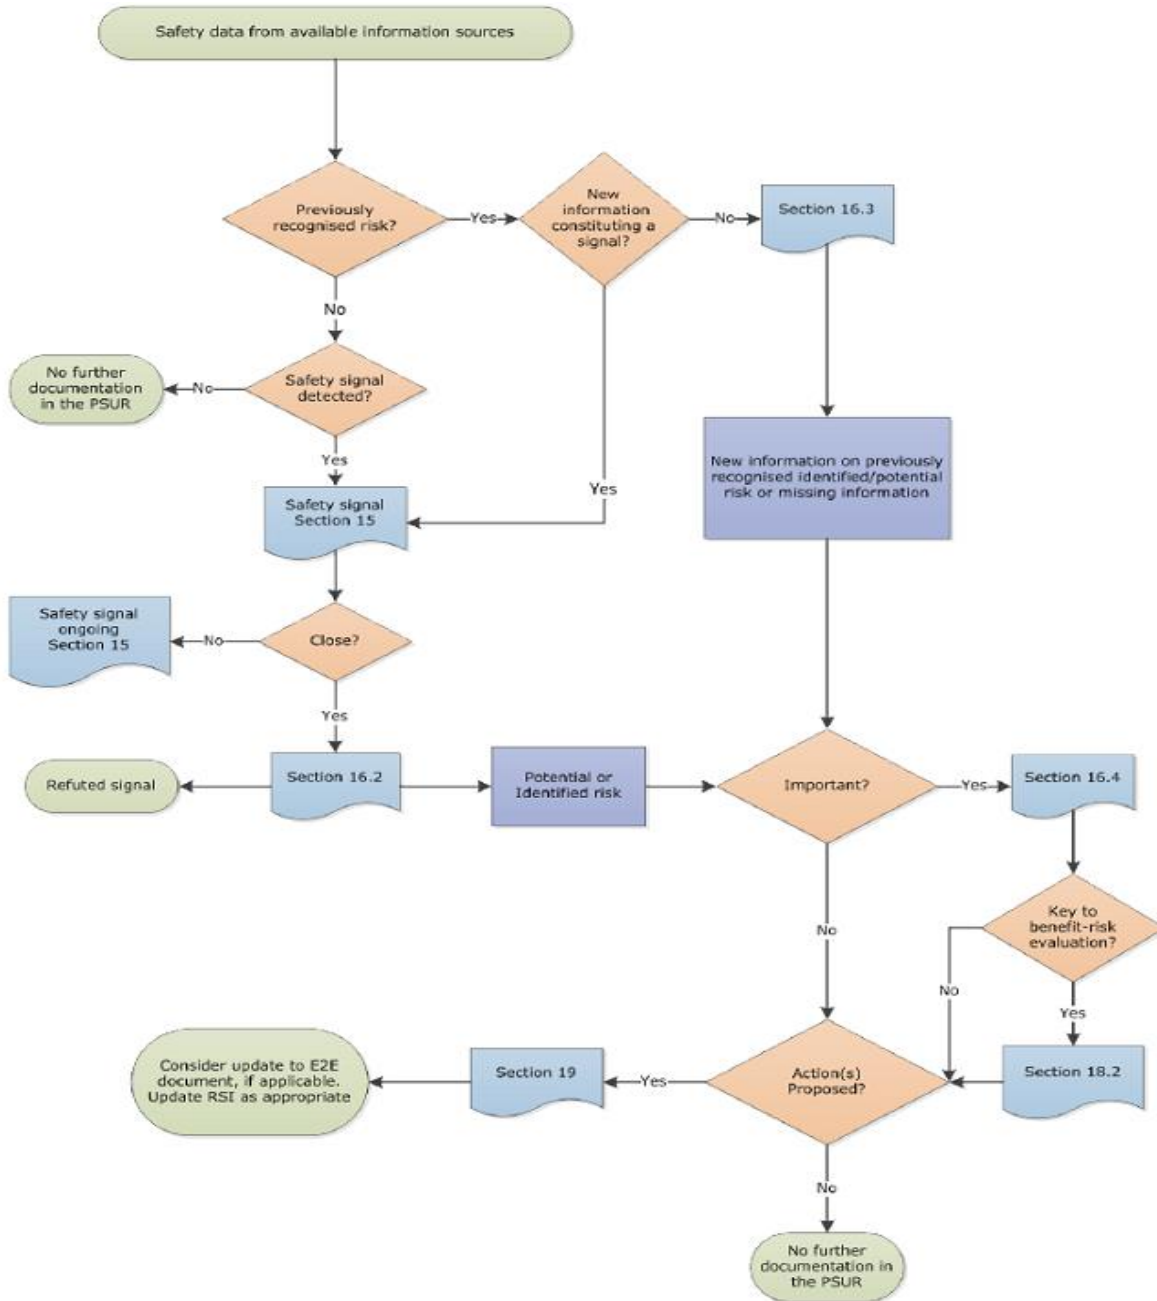 Safety data from available information sources
Previously
recognised risk?
Yes
New
information
constituting a
signal?
No
Section 16.3
No
Yes
No further
documentation
in the PSUR
No
Safety signal
detected?
Yes
New information on previously
recognised identified/potential
risk or missing information
Safety signal
Section 15
Safety signal
ongoing
Section 15
No
Close?
Yes
Refuted signal
Section 16.2
Potential or
Identified risk
Important?
Yes
Section 16.4
No
Key to
benefit-risk
evaluation?
No
Yes
Consider update to E2E
document, if applicable.
Update RSI as appropriate
Section 19
Yes
Action(s)
Proposed?
Section 18.2
No
No further
documentation in
the PSUR